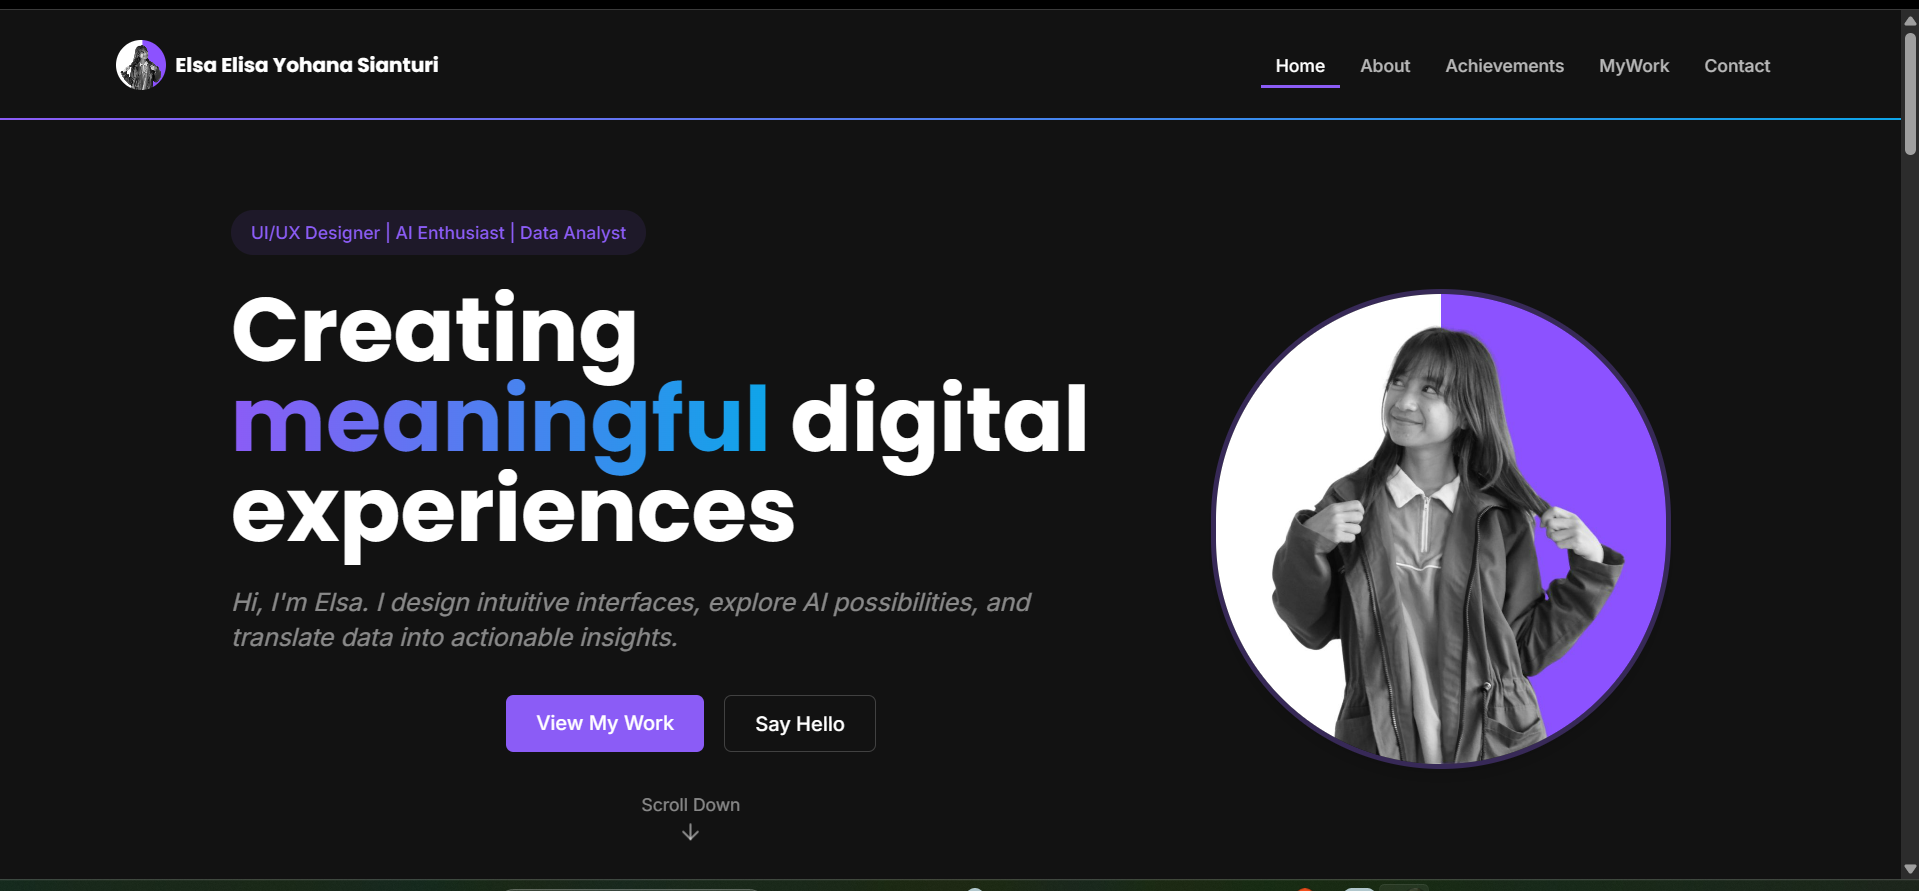 Elsa Elisa Yohana Sianturi
Home About Achievements MyWork Contact
UI/UX Designer | AI Enthusiast | Data Analyst
Creating
meaningful digital
experiences
Hi, I'm Elsa. I design intuitive interfaces, explore AI possibilities, and
translate data into actionable insights.
View My Work Say Hello
Scroll Down